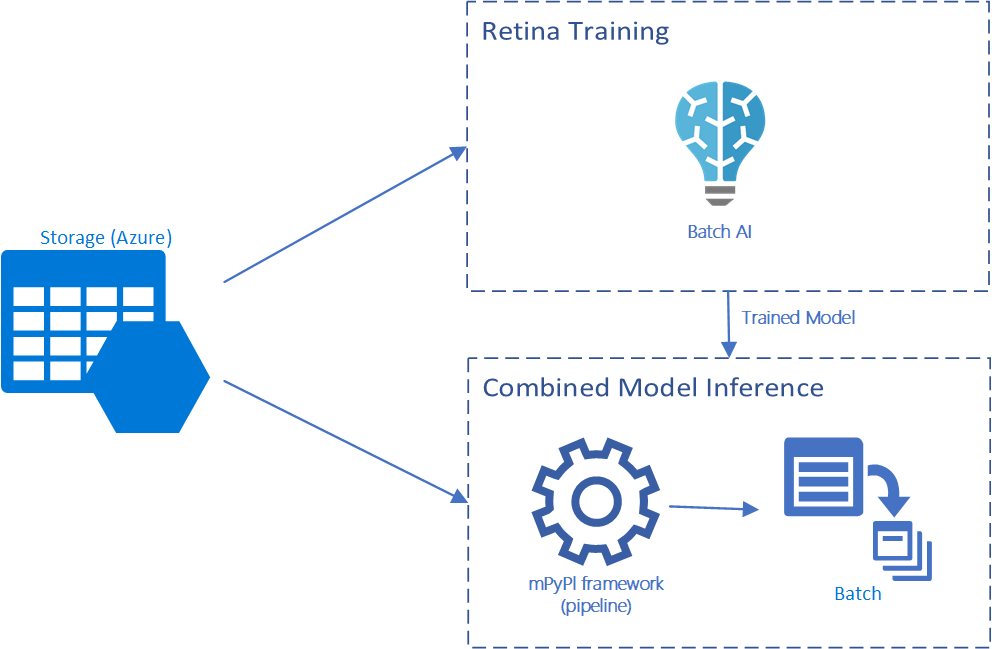 Retina Training
Batch AI
Storage (Azure)
Trained Model
Combined Model Inference
mPyPl framework
(pipeline)
Batch